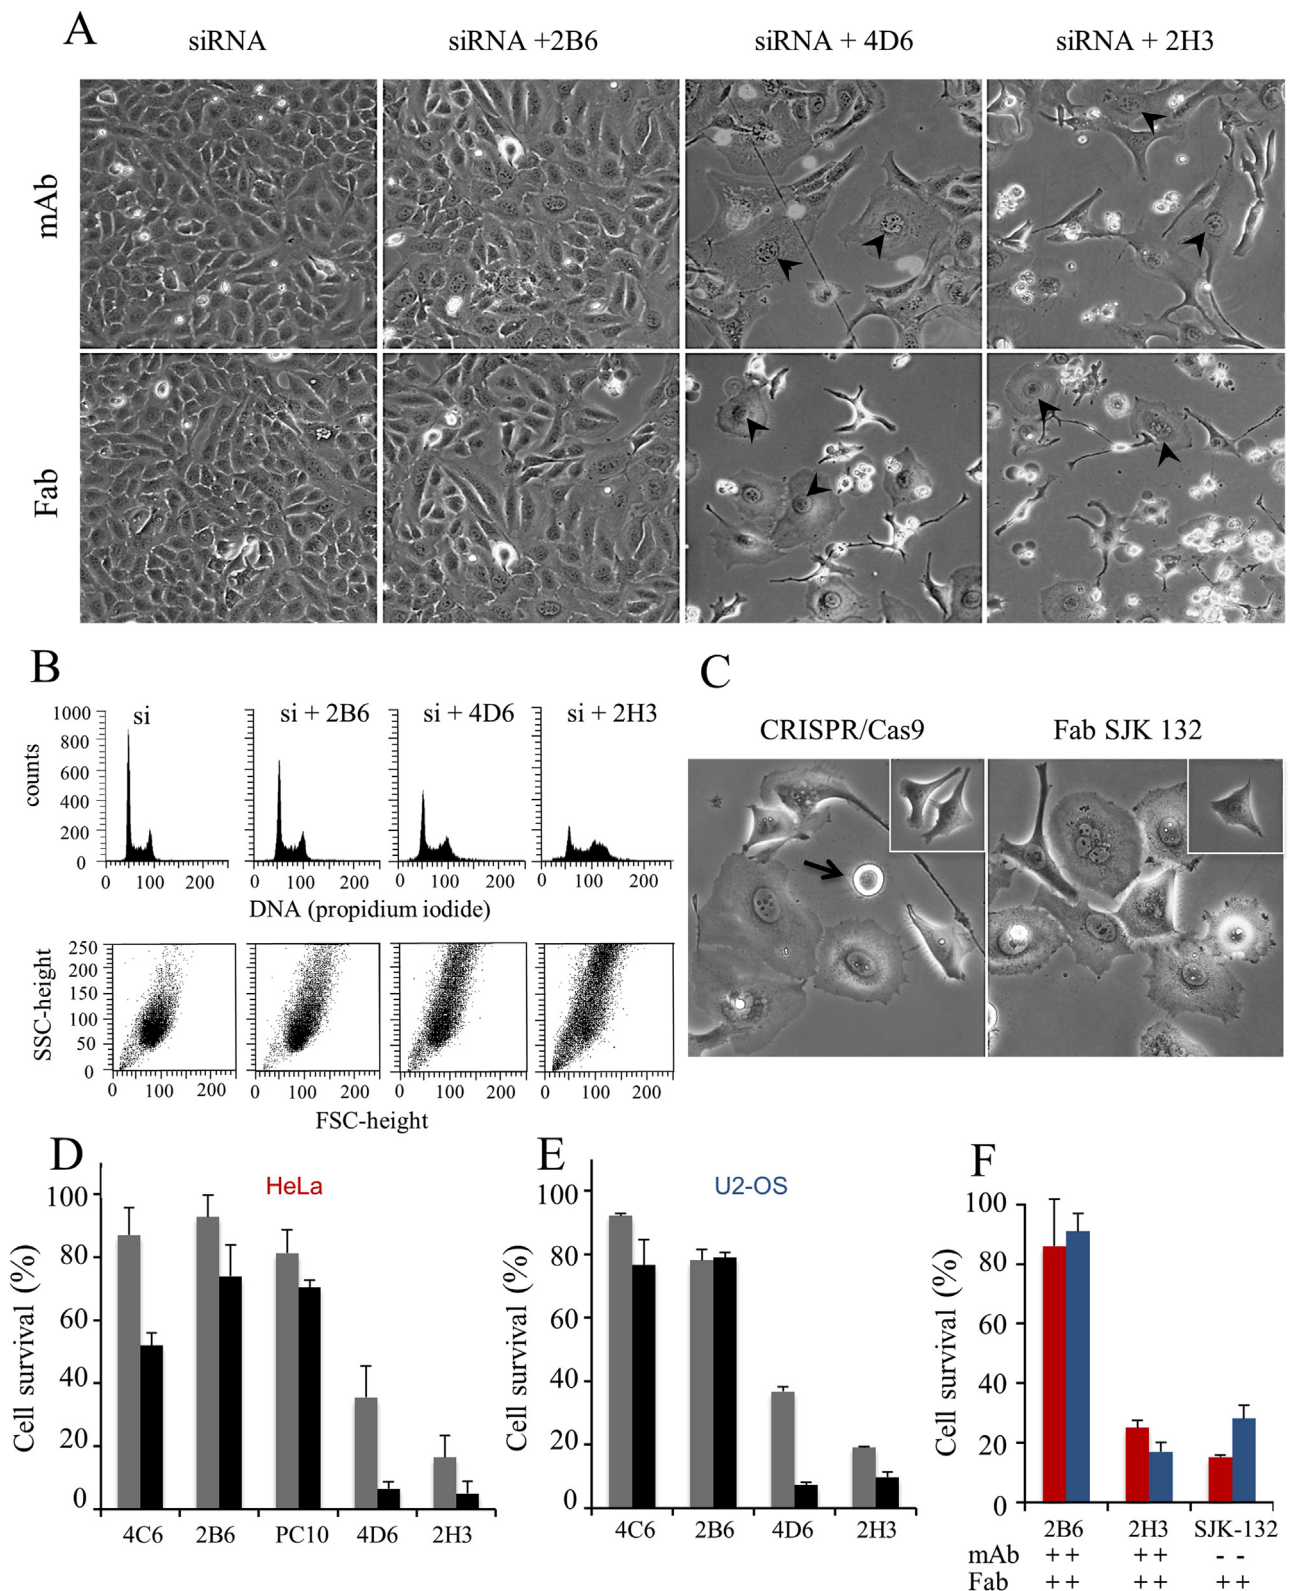 A
siRNA
siRNA +2B6
siRNA + 4D6
siRNA + 2H3
mAb
Fab
B
si
si + 2B6
si + 4D6
si + 2H3
counts
1000
800
600
400
200
0
0 100 200
0 100 200
0 100 200
0 100 200
DNA (propidium iodide)
SSC-height
250
200
150
100
50
0
0 100 200
0 100 200
0 100 200
0 100 200
FSC-height
C
CRISPR/Cas9
Fab SJK 132
D
HeLa
Cell survival (%)
100
80
60
40
20
0
4C6 2B6 PC10 4D6 2H3
E
U2-OS
Cell survival (%)
100
80
60
40
20
0
4C6 2B6 4D6 2H3
F
Cell survival (%)
100
80
60
40
20
0
2B6 2H3 SJK-132
mAb + + + + - -
Fab + + + + + +